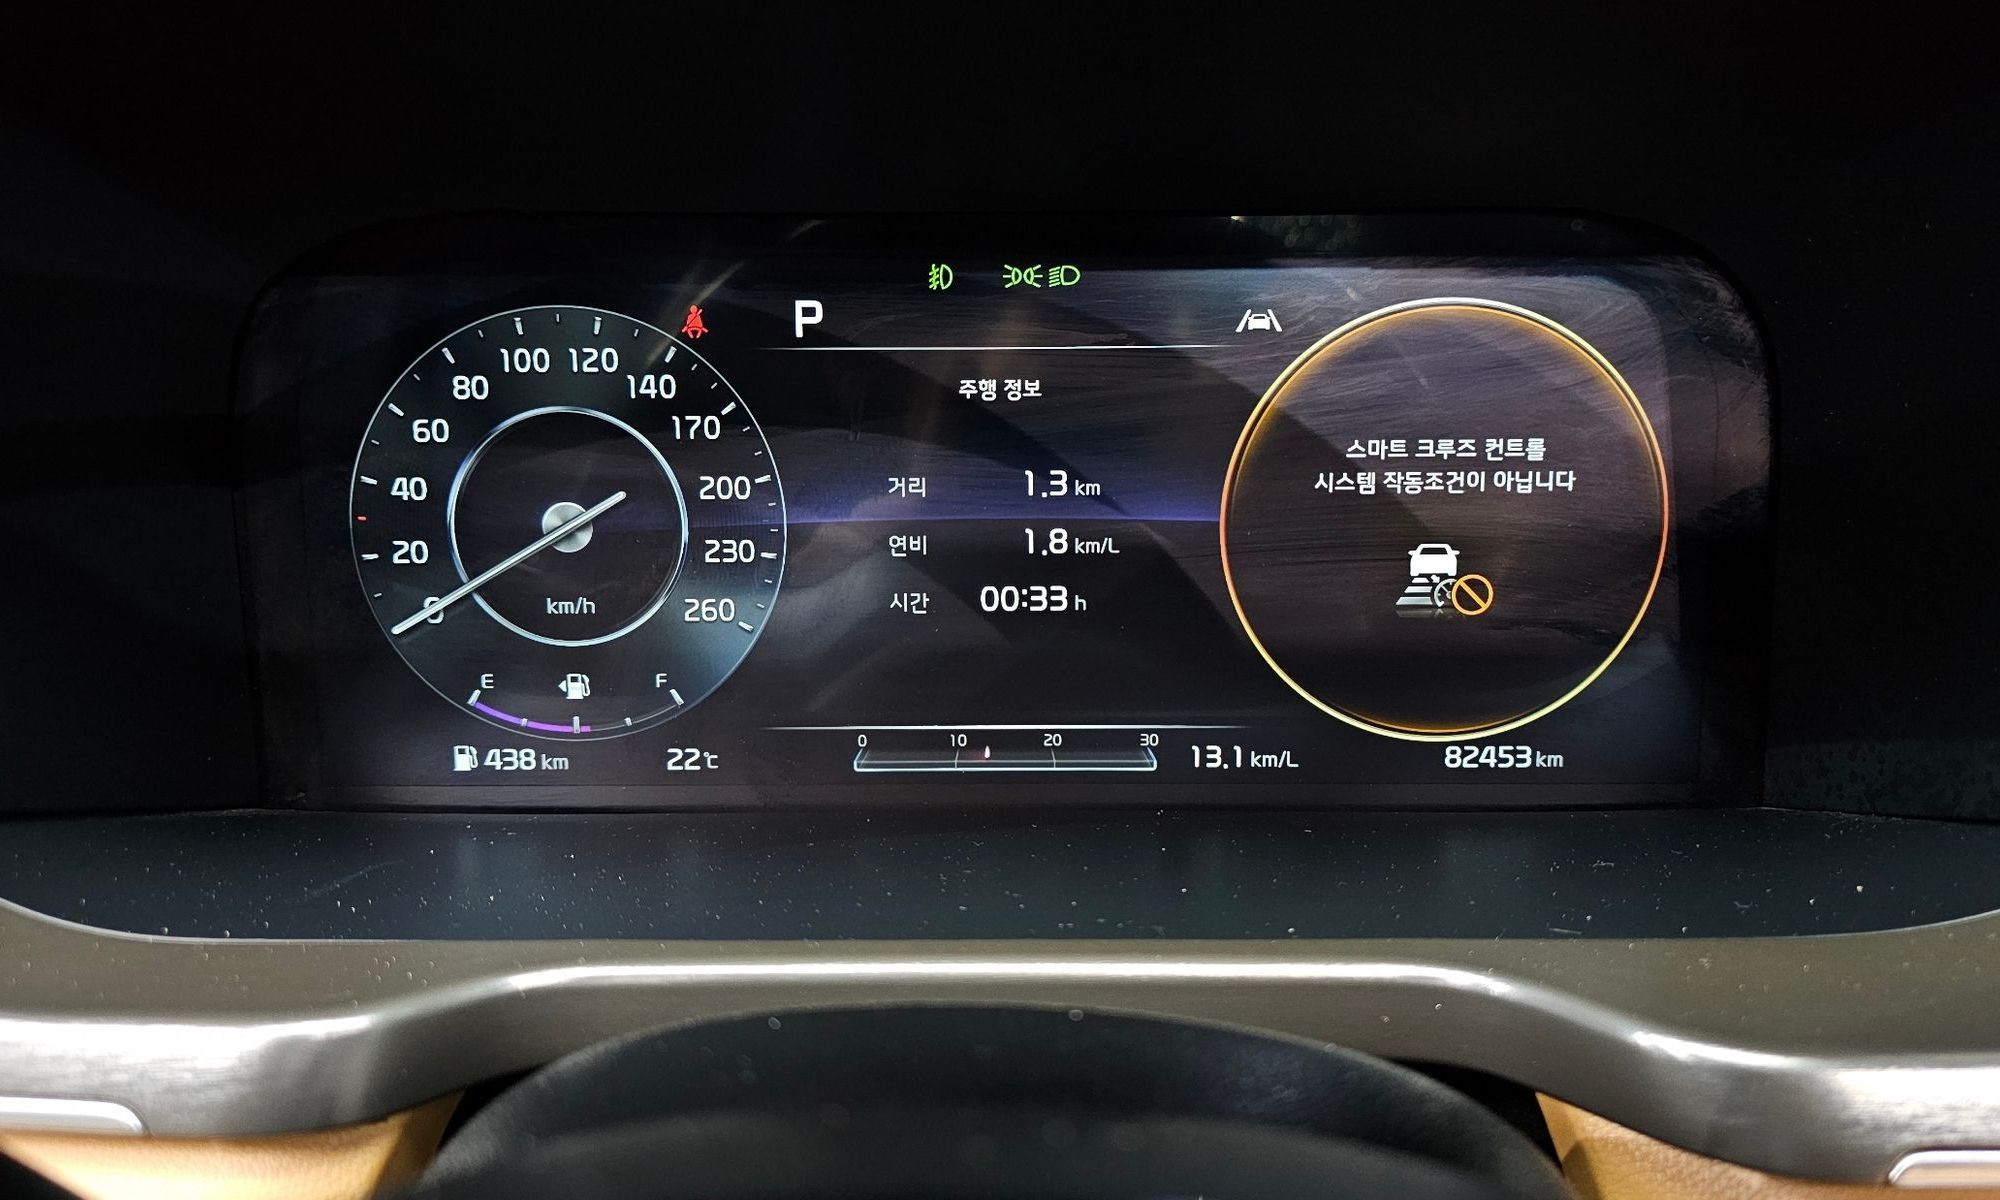 P
100 120
80
140
60
170
40
200
20
230
0
260
km/h
E
F
438 km
22℃
주행 정보
거리 1.3 km
연비 1.8 km/L
시간 00:33 h
0 10 20 30
13.1 km/L
스마트 크루즈 컨트롤
시스템 작동조건이 아닙니다
82453 km